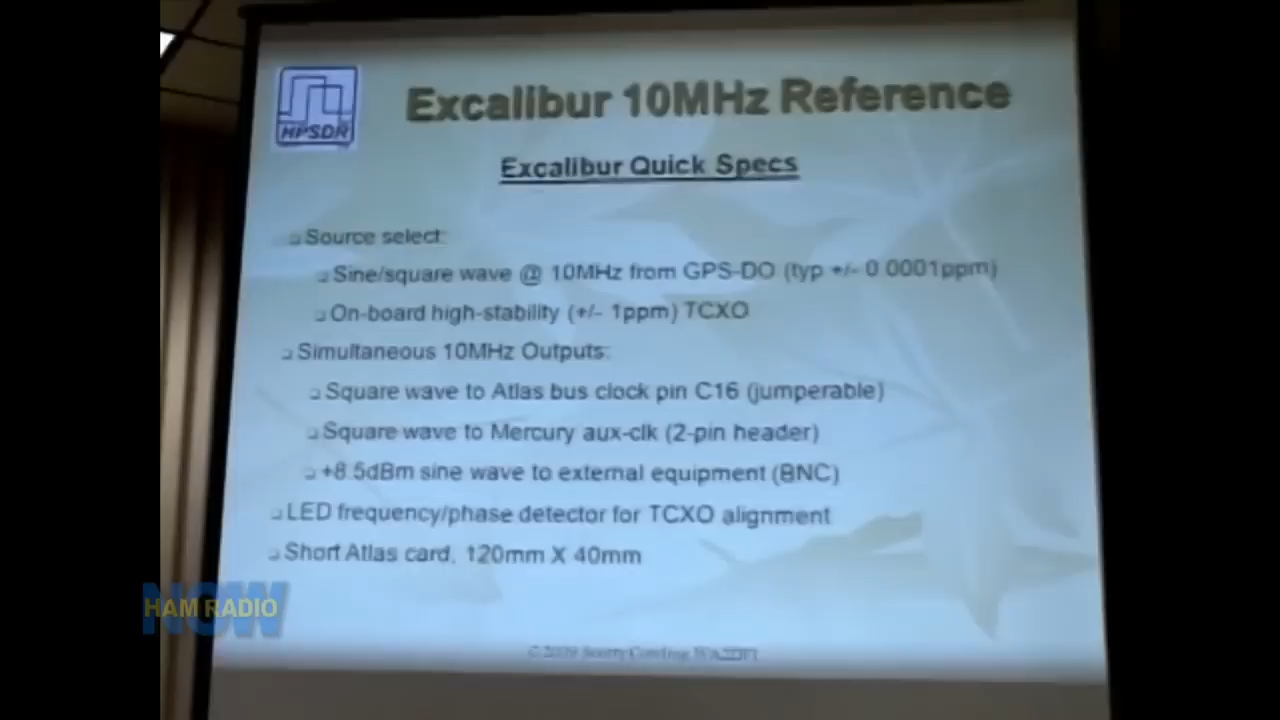 HPSDR
Excalibur 10MHz Reference
Excalibur Quick Specs
Source select:
Sine/square wave @ 10MHz from GPS-DO (typ +/- 0.0001ppm)
On-board high-stability (+/- 1ppm) TCXO
Simultaneous 10MHz Outputs:
Square wave to Atlas bus clock pin C16 (jumperable)
Square wave to Mercury aux-clk (2-pin header)
+8.5dBm sine wave to external equipment (BNC)
LED frequency/phase detector for TCXO alignment
Short Atlas card, 120mm X 40mm
HAM RADIO
NOW
© 2009